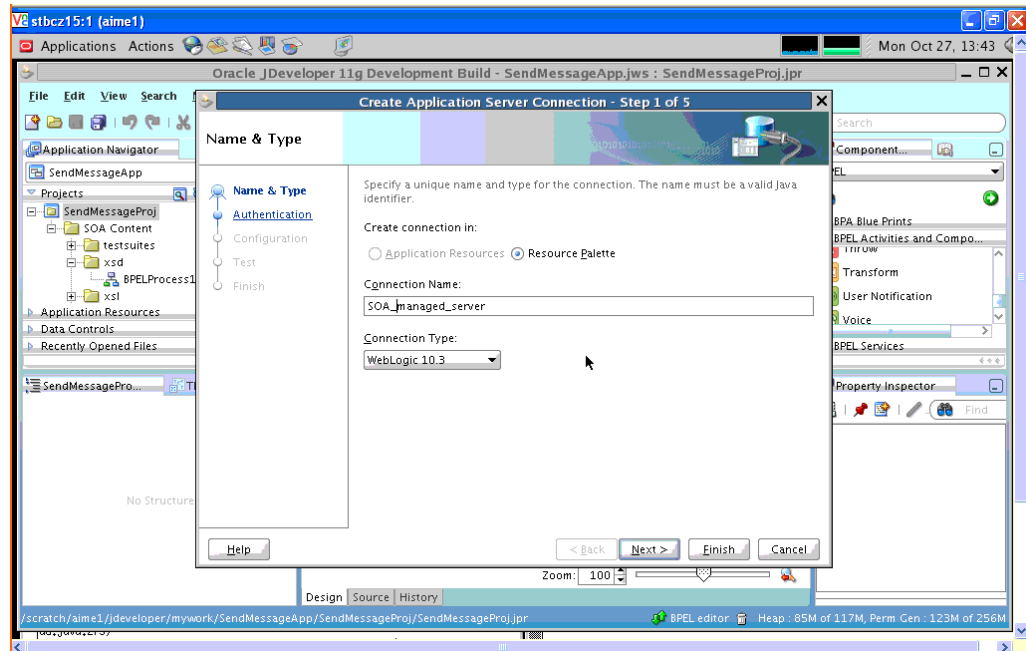 stbcz15:1 (aime1)
Applications Actions Mon Oct 27, 13:43
Oracle JDeveloper 11g Development Build - SendMessageApp.jws : SendMessageProj.jpr
File Edit View Search
Create Application Server Connection - Step 1 of 5
Search
Application Navigator
Component...
SendMessageApp
Projects
SendMessageProj
SOA Content
testsuites
xsd
BPELProcess1
xsl
Application Resources
Data Controls
Recently Opened Files
SendMessagePro...
No Structure
Name & Type
Name & Type
Authentication
Configuration
Test
Finish
Specify a unique name and type for the connection. The name must be a valid Java
identifier.
Create connection in:
Application Resources Resource Palette
Connection Name:
SOA_managed_server
Connection Type:
WebLogic 10.3
Help < Back Next > Finish Cancel
BPA Blue Prints
BPEL Activities and Compo...
Transform
User Notification
Voice
BPEL Services
Property Inspector
Find
Zoom: 100
Design Source History
/scratch/aime1/jdeveloper/mywork/SendMessageApp/SendMessageProj/SendMessageProj.jpr BPEL editor Heap : 85M of 117M, Perm Gen : 123M of 256M